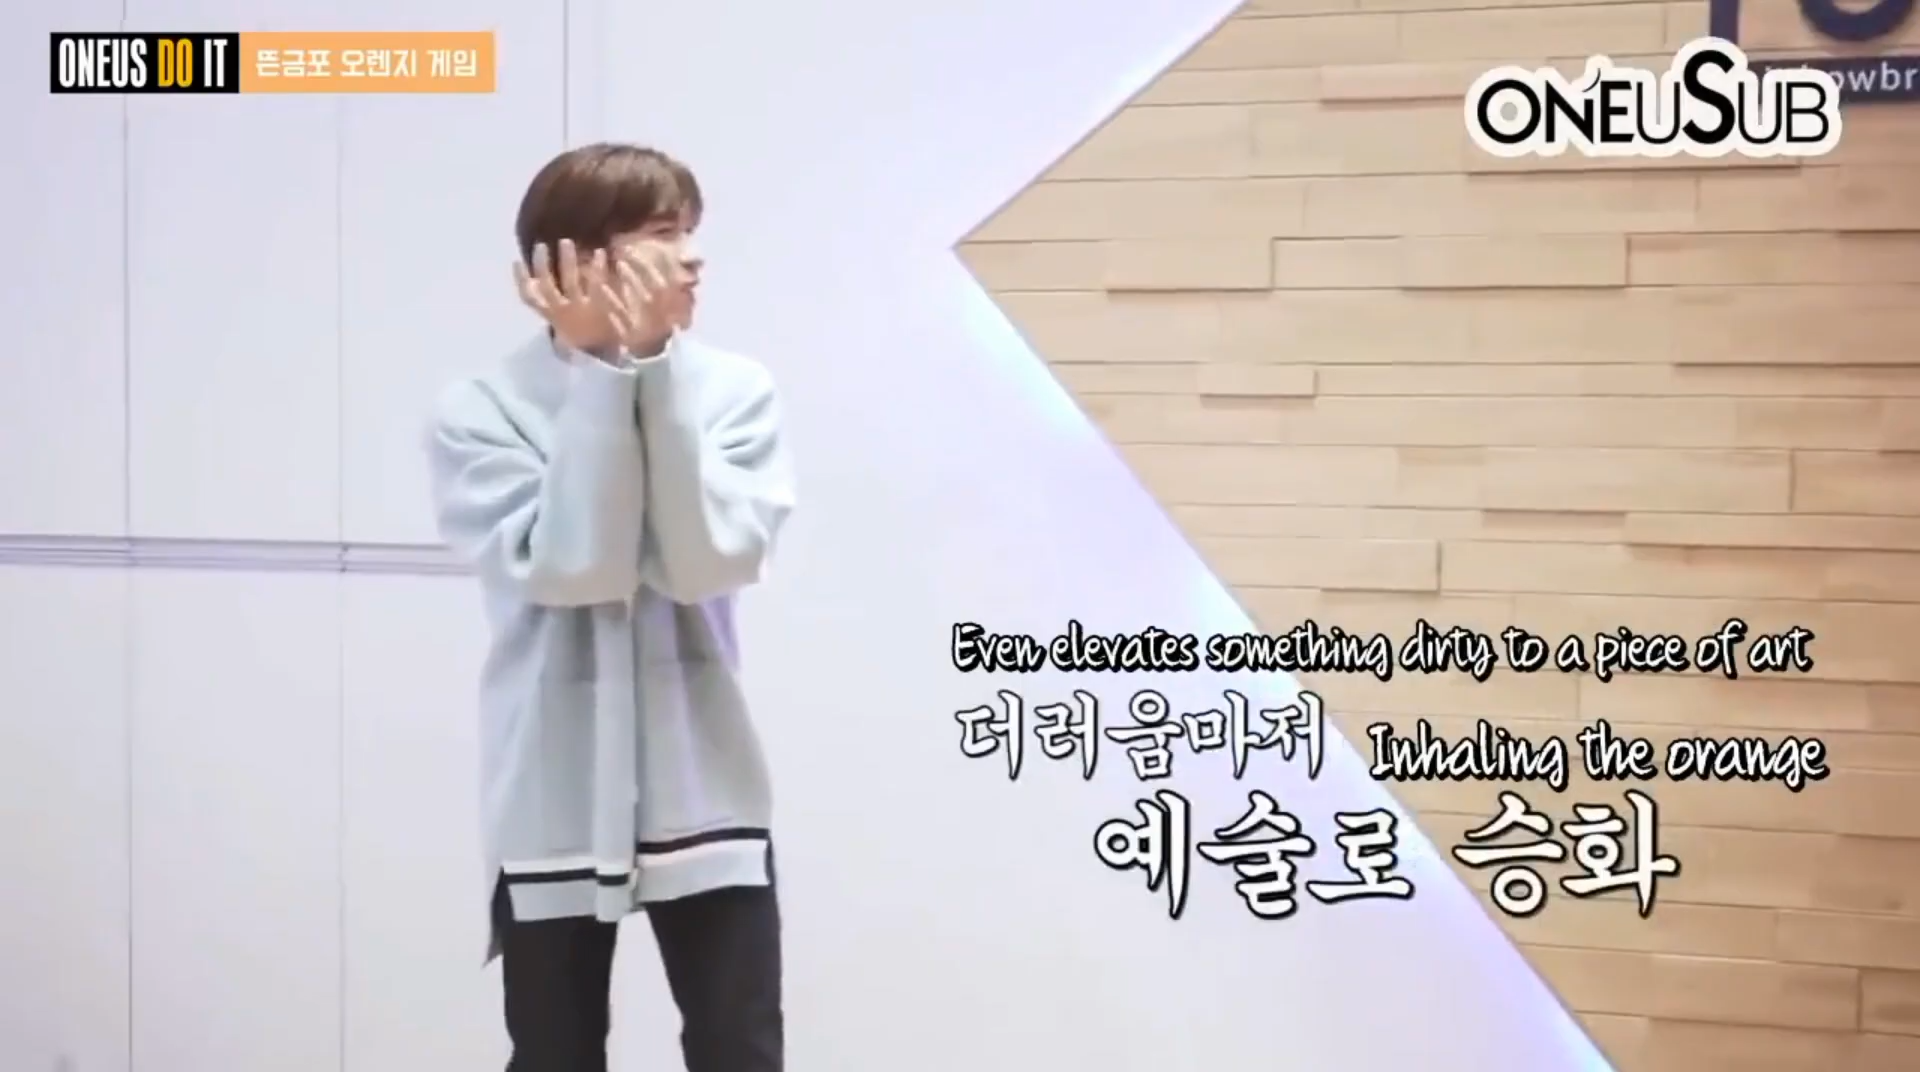 ONEUS DO IT 뜬금포 오렌지 게임
ONEUSUB
Even elevates something dirty to a piece of art
더러움마저 Inhaling the orange
예술로 승화